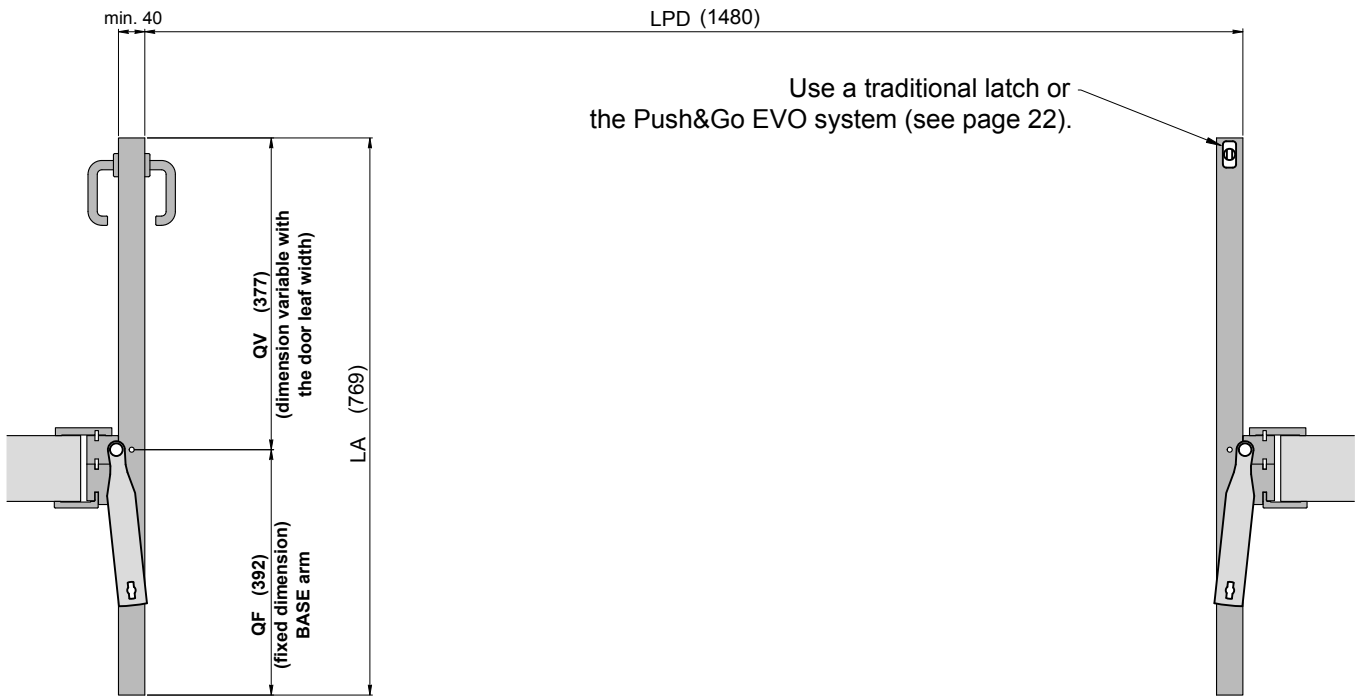 min. 40
LPD (1480)
Use a traditional latch or
the Push&Go EVO system (see page 22).
QV (377)
(dimension variable with
the door leaf width)
LA (769)
QF (392)
(fixed dimension)
BASE arm